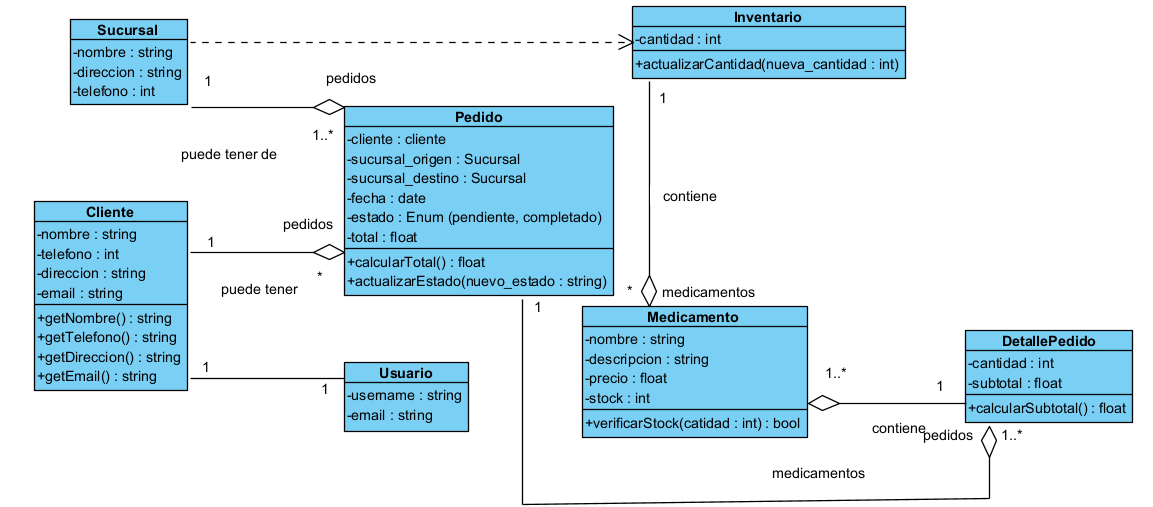 Sucursal
-nombre : string
-direccion : string
-telefono : int
Inventario
-cantidad : int
+actualizarCantidad(nueva_cantidad : int)
1
pedidos
1..*
puede tener de
Pedido
-cliente : cliente
-sucursal_origen : Sucursal
-sucursal_destino : Sucursal
-fecha : date
-estado : Enum (pendiente, completado)
-total : float
+calcularTotal() : float
+actualizarEstado(nuevo_estado : string)
1
contiene
*
medicamentos
Cliente
-nombre : string
-telefono : int
-direccion : string
-email : string
+getNombre() : string
+getTelefono() : string
+getDireccion() : string
+getEmail() : string
pedidos
1
*
puede tener
1
1
Usuario
-username : string
-email : string
1
Medicamento
-nombre : string
-descripcion : string
-precio : float
-stock : int
+verificarStock(catidad : int) : bool
1..*
1
contiene
DetallePedido
-cantidad : int
-subtotal : float
+calcularSubtotal() : float
pedidos
1..*
medicamentos